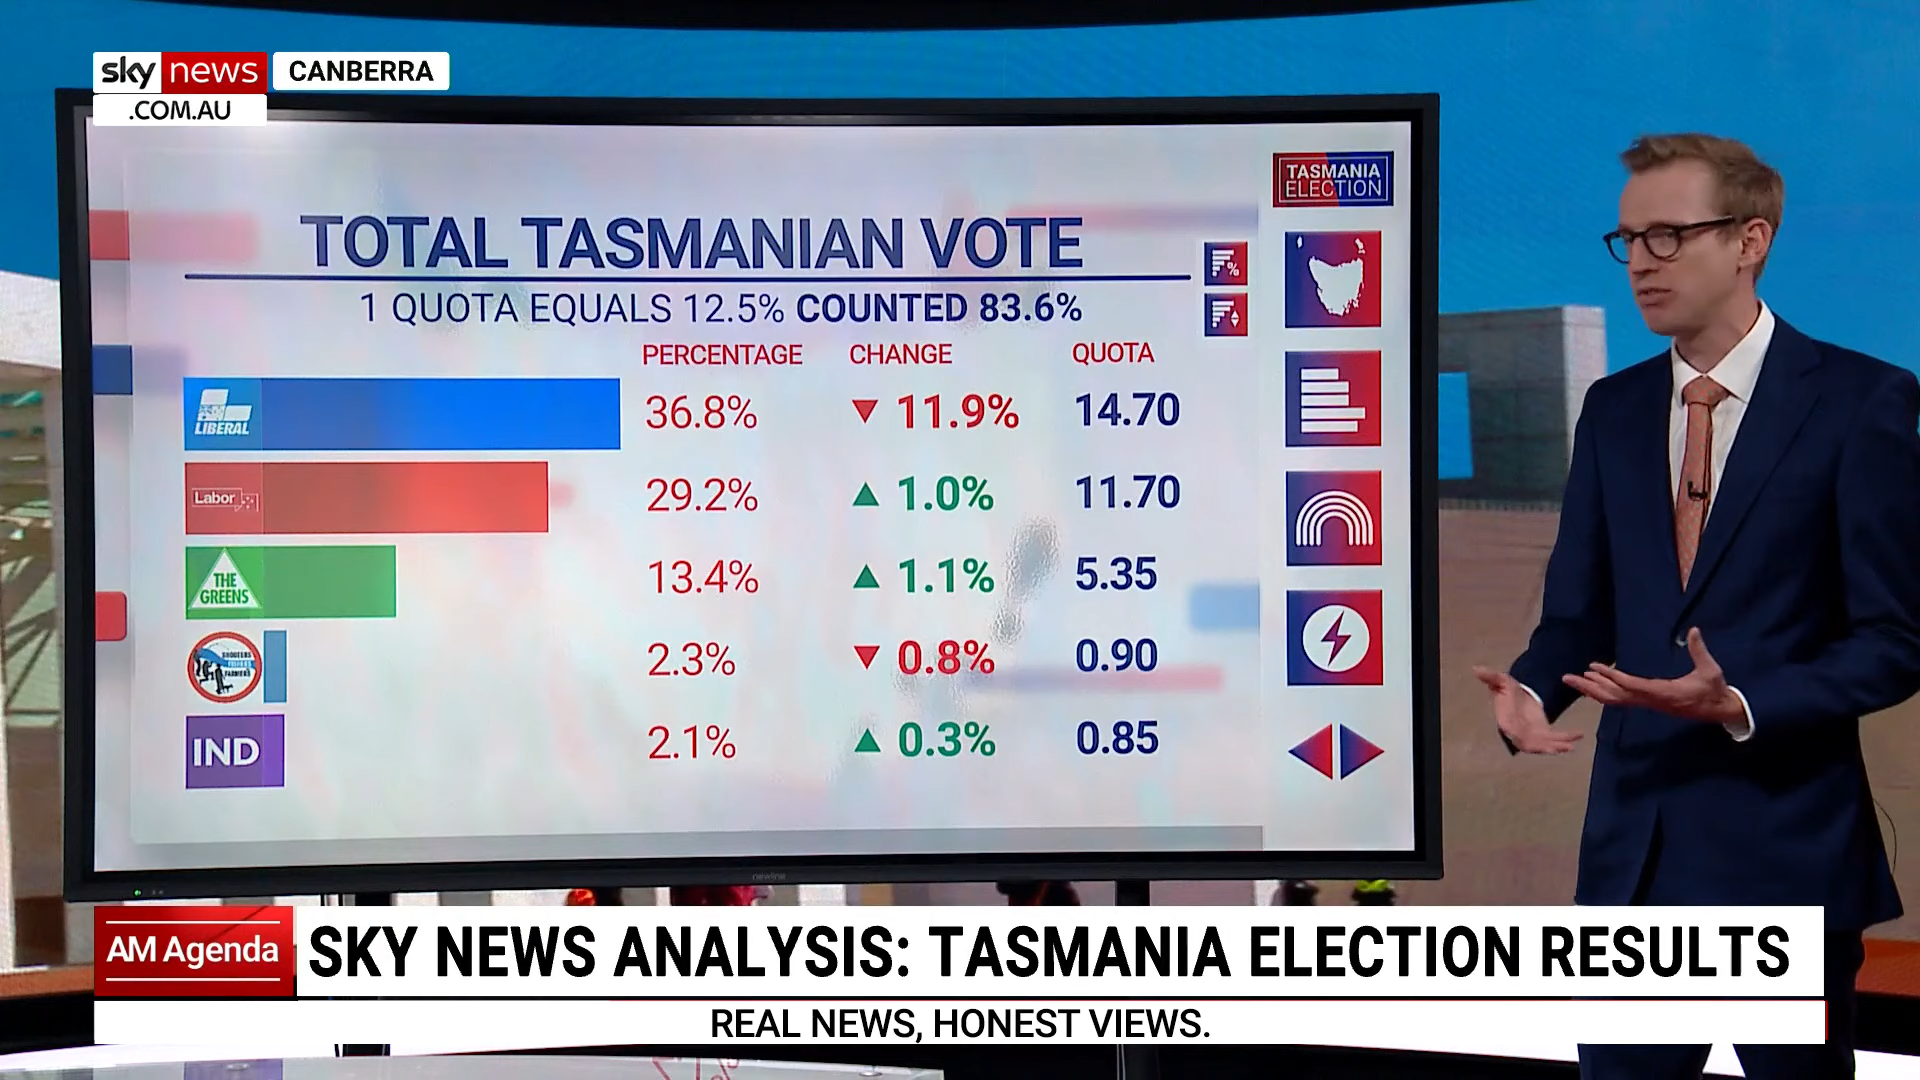 sky news CANBERRA
.COM.AU
TASMANIA
ELECTION
TOTAL TASMANIAN VOTE
1 QUOTA EQUALS 12.5% COUNTED 83.6%
PERCENTAGE CHANGE QUOTA
LIBERAL 36.8% ▼ 11.9% 14.70
Labor 29.2% ▲ 1.0% 11.70
THE
GREENS 13.4% ▲ 1.1% 5.35
SHOOTERS
FISHERS
FARMERS
2.3% ▼ 0.8% 0.90
IND 2.1% ▲ 0.3% 0.85
newline
AM Agenda SKY NEWS ANALYSIS: TASMANIA ELECTION RESULTS
REAL NEWS, HONEST VIEWS.